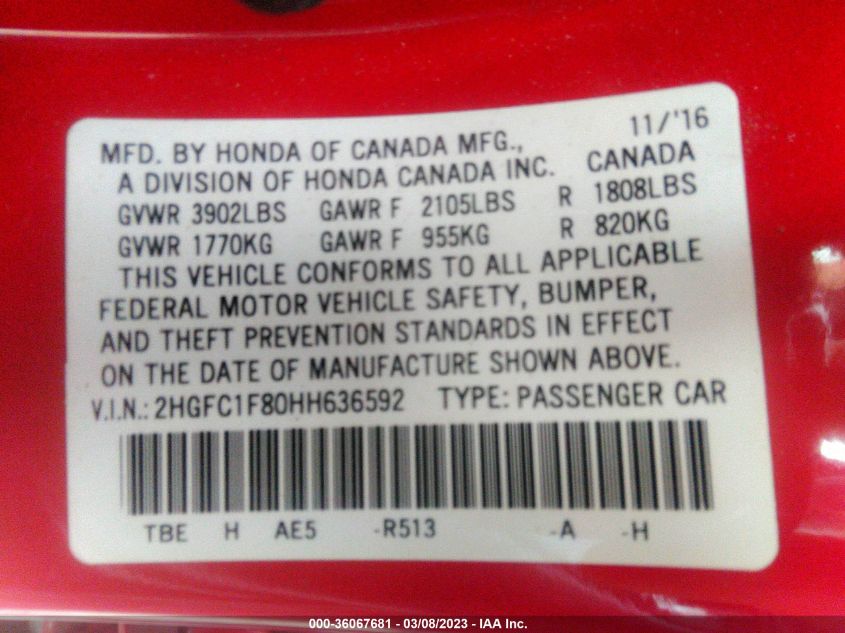 11/'16
MFD. BY HONDA OF CANADA MFG.,
A DIVISION OF HONDA CANADA INC. CANADA
GVWR 3902LBS GAWR F 2105LBS R 1808LBS
GVWR 1770KG GAWR F 955KG R 820KG
THIS VEHICLE CONFORMS TO ALL APPLICABLE
FEDERAL MOTOR VEHICLE SAFETY, BUMPER,
AND THEFT PREVENTION STANDARDS IN EFFECT
ON THE DATE OF MANUFACTURE SHOWN ABOVE.
V.I.N.: 2HGFC1F80HH636592 TYPE: PASSENGER CAR
TBE H AE5 -R513 -A -H
000-36067681 - 03/08/2023 - IAA Inc.